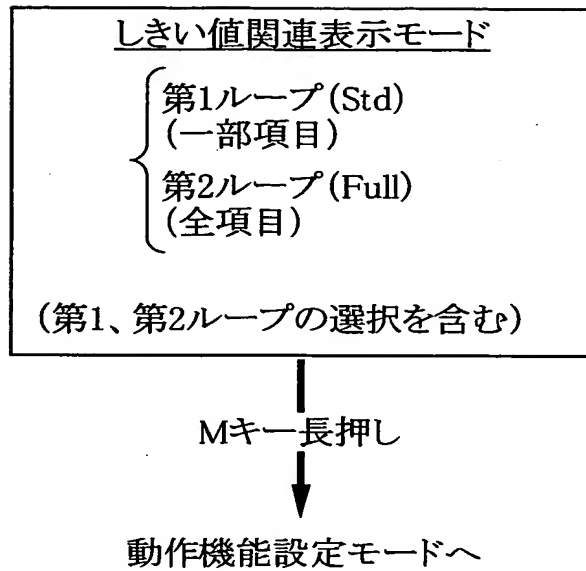 しきい値関連表示モード
第1ループ(Std)
(一部項目)
第2ループ(Full)
(全項目)
(第1、第2ループの選択を含む)
Mキー長押し
動作機能設定モードへ